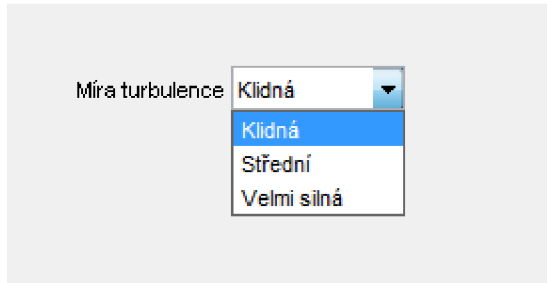 Míra turbulence Klidná
Klidná
Střední
Velmi silná